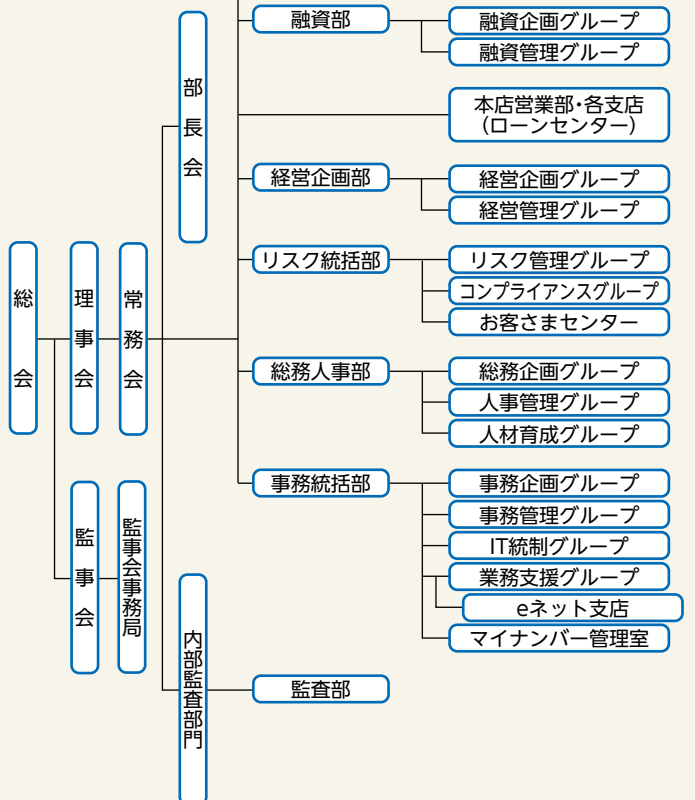 総会
理事会
常務会
監事会
監事会事務局
部長会
内部監査部門
融資部
融資企画グループ
融資管理グループ
本店営業部・各支店
（ローンセンター）
経営企画部
経営企画グループ
経営管理グループ
リスク統括部
リスク管理グループ
コンプライアンスグループ
お客さまセンター
総務人事部
総務企画グループ
人事管理グループ
人材育成グループ
事務統括部
事務企画グループ
事務管理グループ
IT統制グループ
業務支援グループ
eネット支店
マイナンバー管理室
監査部